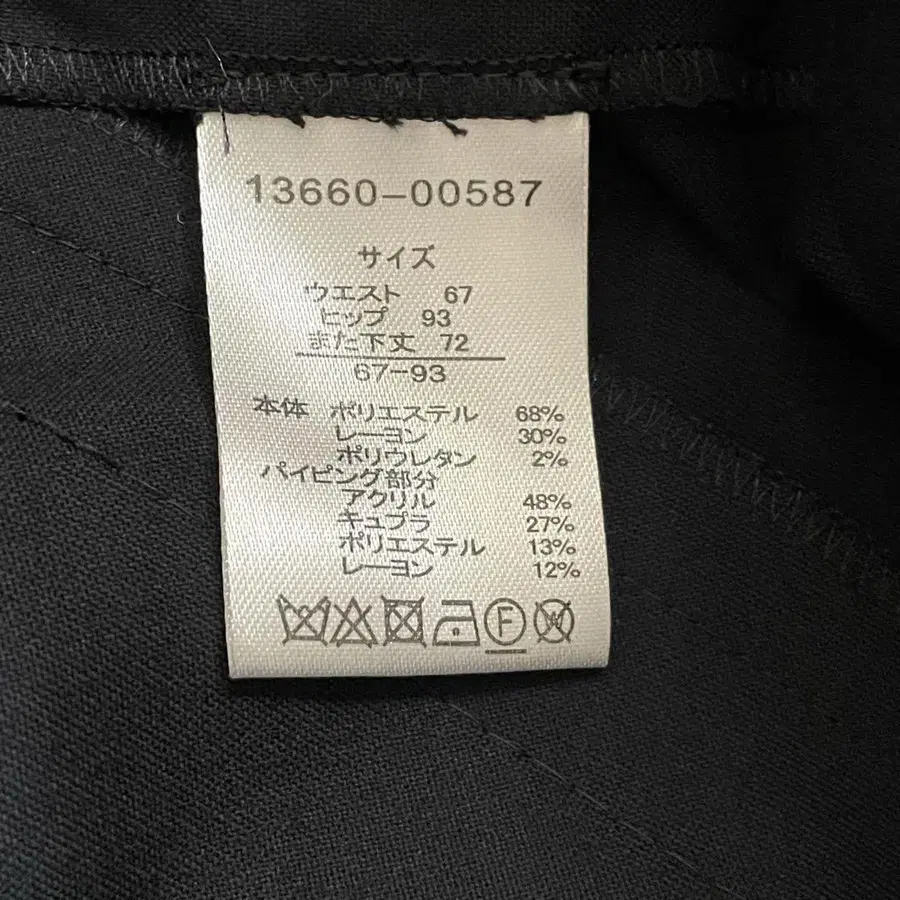 13660-00587
サイズ
ウエスト 67
ヒップ 93
また下丈 72
67-93
本体 ポリエステル 68%
レーヨン 30%
ポリウレタン 2%
パイピング部分
アクリル 48%
キュプラ 27%
ポリエステル 13%
レーヨン 12%
F W